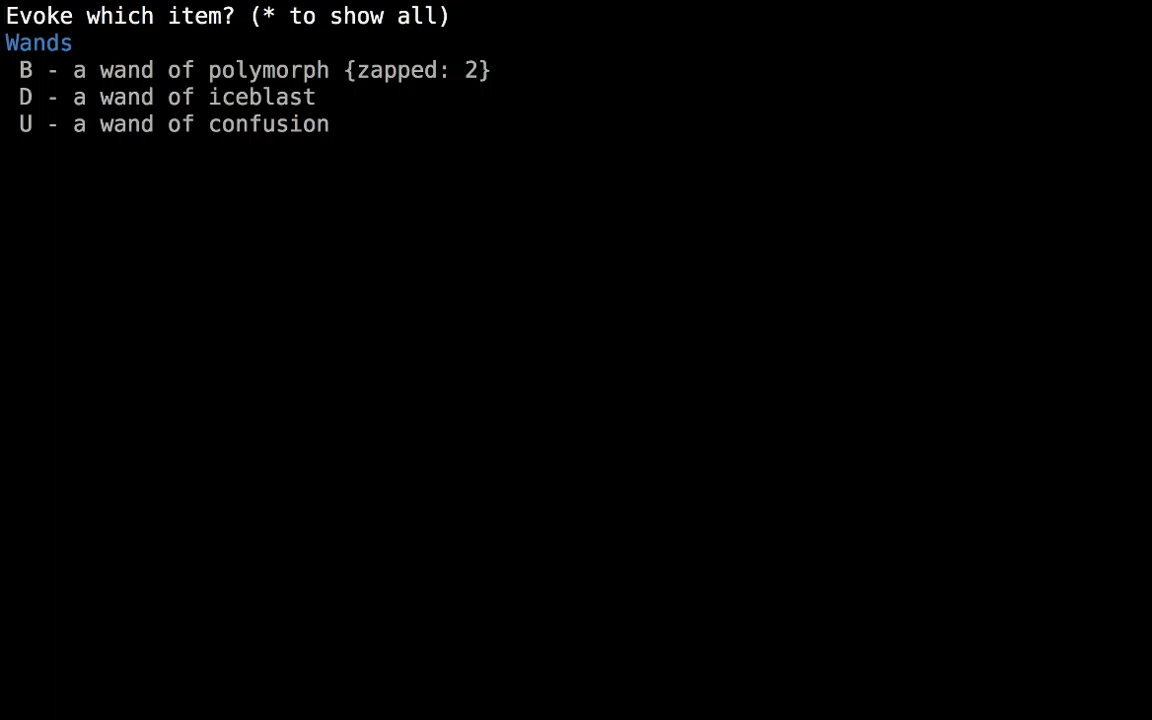 Evoke which item? (* to show all)
Wands
B - a wand of polymorph {zapped: 2}
D - a wand of iceblast
U - a wand of confusion